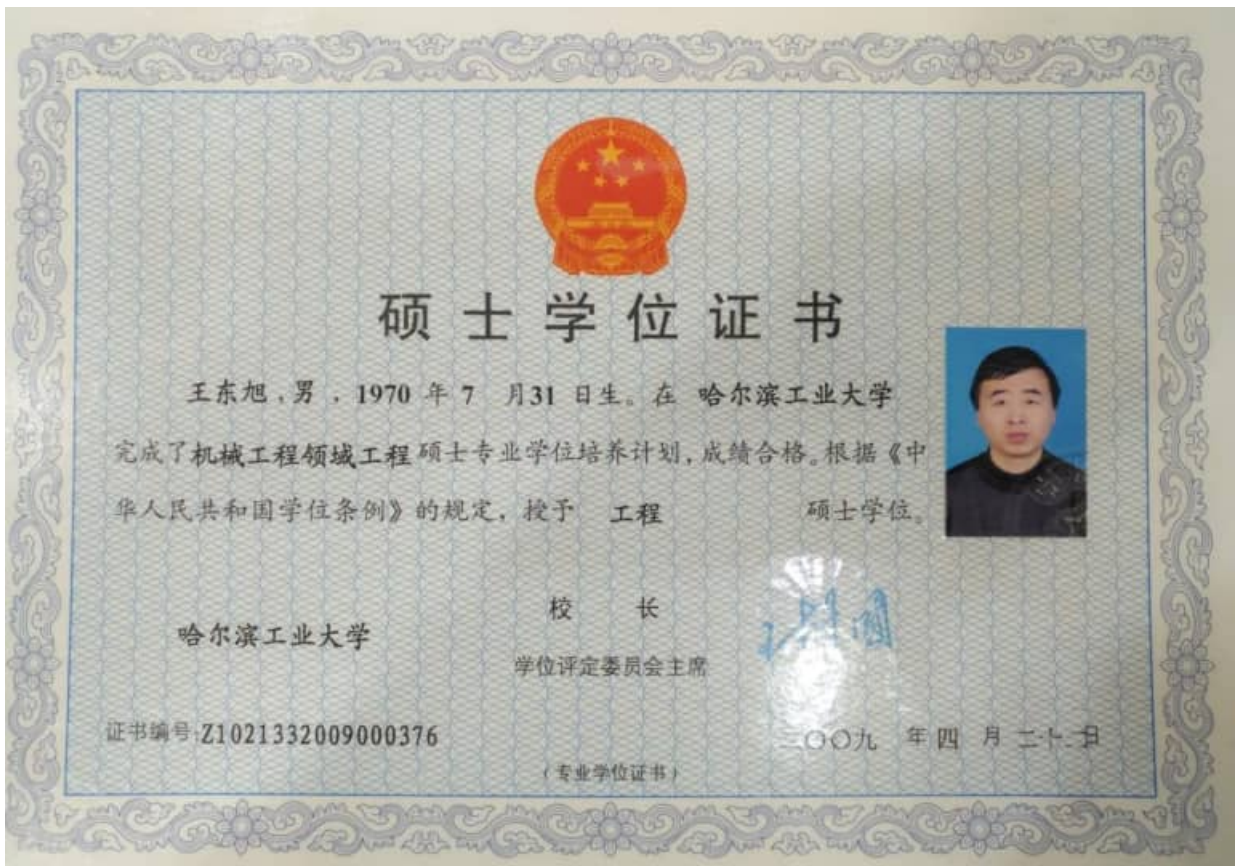 硕士学位证书
王东旭,男,1970年7月31日生。在 哈尔滨工业大学
完成了机械工程领域工程硕士专业学位培养计划,成绩合格。根据《中
华人民共和国学位条例》的规定,授予 工程 硕士学位。
校 长
哈尔滨工业大学
学位评定委员会主席
证书编号:Z1021332009000376
二〇〇九 年 四 月 二十 日
(专业学位证书)